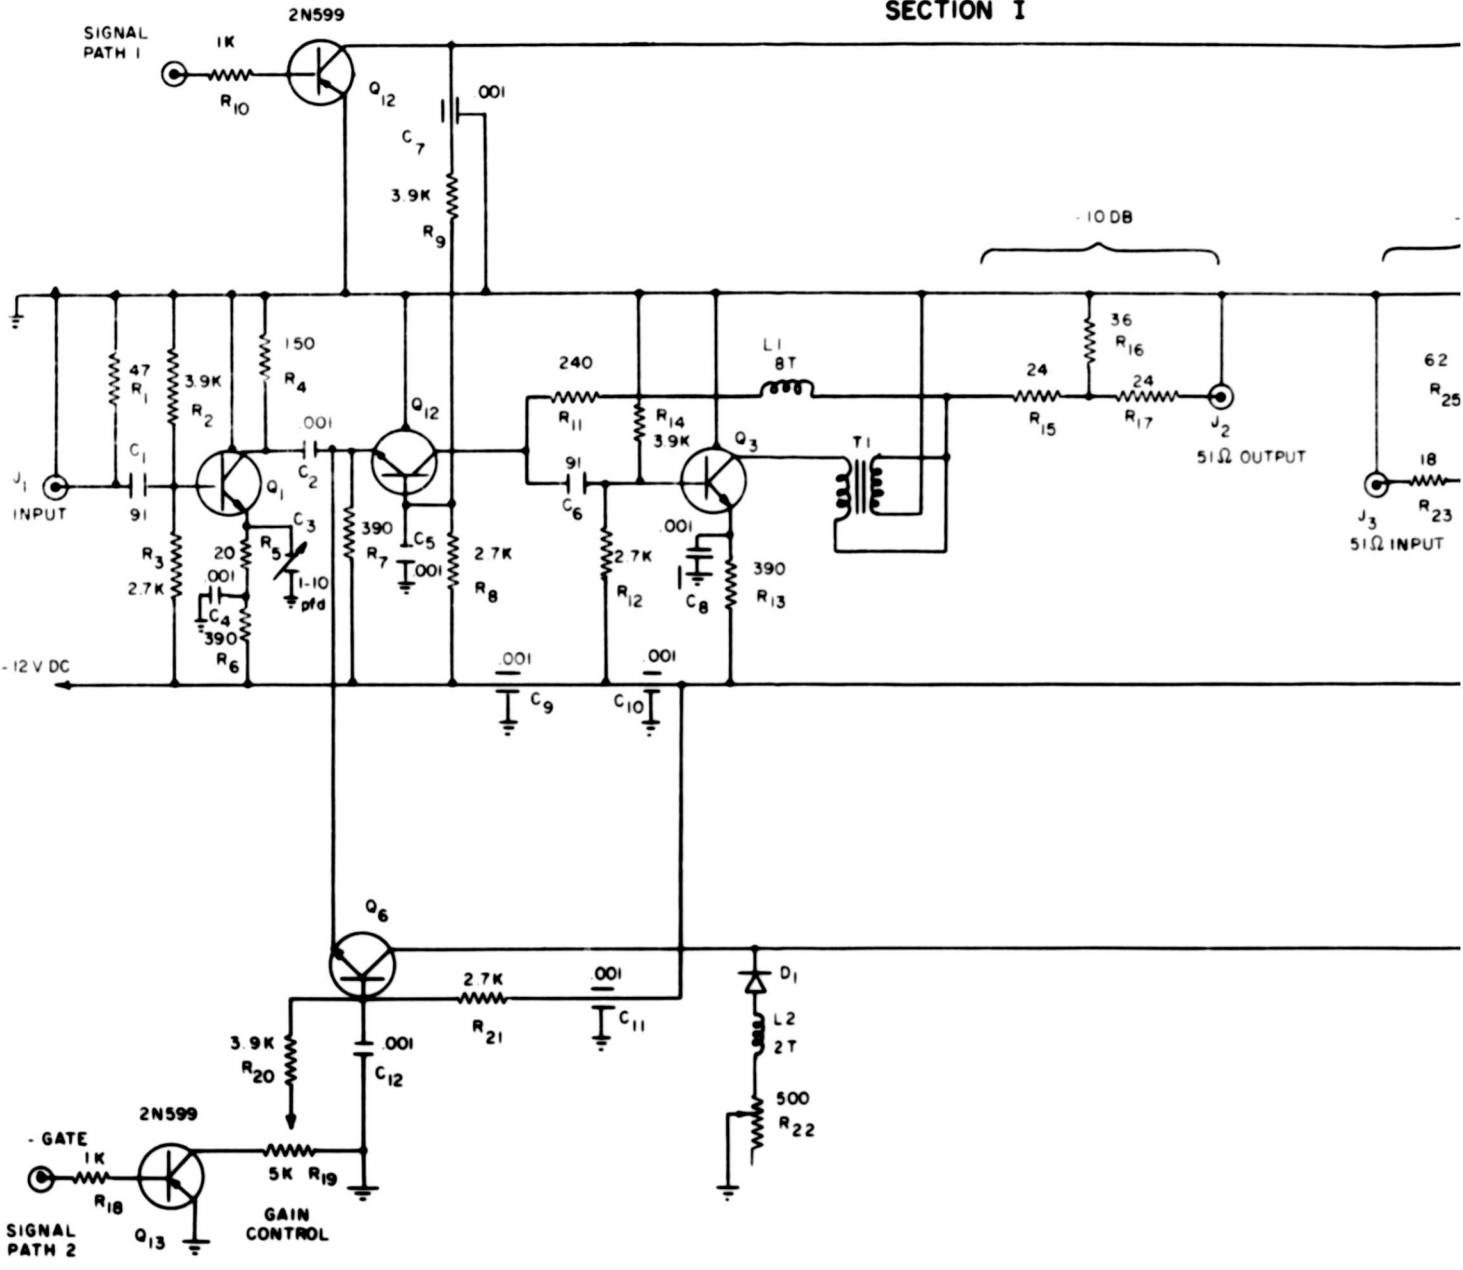 SECTION I
2N599
SIGNAL
PATH 1
1K
R10
Q12
.001
C7
3.9K
R9
- 10 DB
-
47
R1
3.9K
R2
150
R4
.001
C2
Q12
240
R11
L1
8T
R14
3.9K
Q3
T1
36
R16
24
R15
24
R17
J2
51Ω OUTPUT
62
R25
18
R23
J3
51Ω INPUT
J1
INPUT
C1
91
Q1
R3
2.7K
20
R5
C3
1-10
pfd
.001
C4
390
R6
390
R7
C5
.001
2.7K
R8
91
C6
2.7K
R12
.001
C8
390
R13
- 12 V DC
.001
C9
.001
C10
Q6
2.7K
R21
.001
C11
D1
L2
2T
500
R22
3.9K
R20
.001
C12
2N599
- GATE
1K
R18
Q13
5K R19
GAIN
CONTROL
SIGNAL
PATH 2